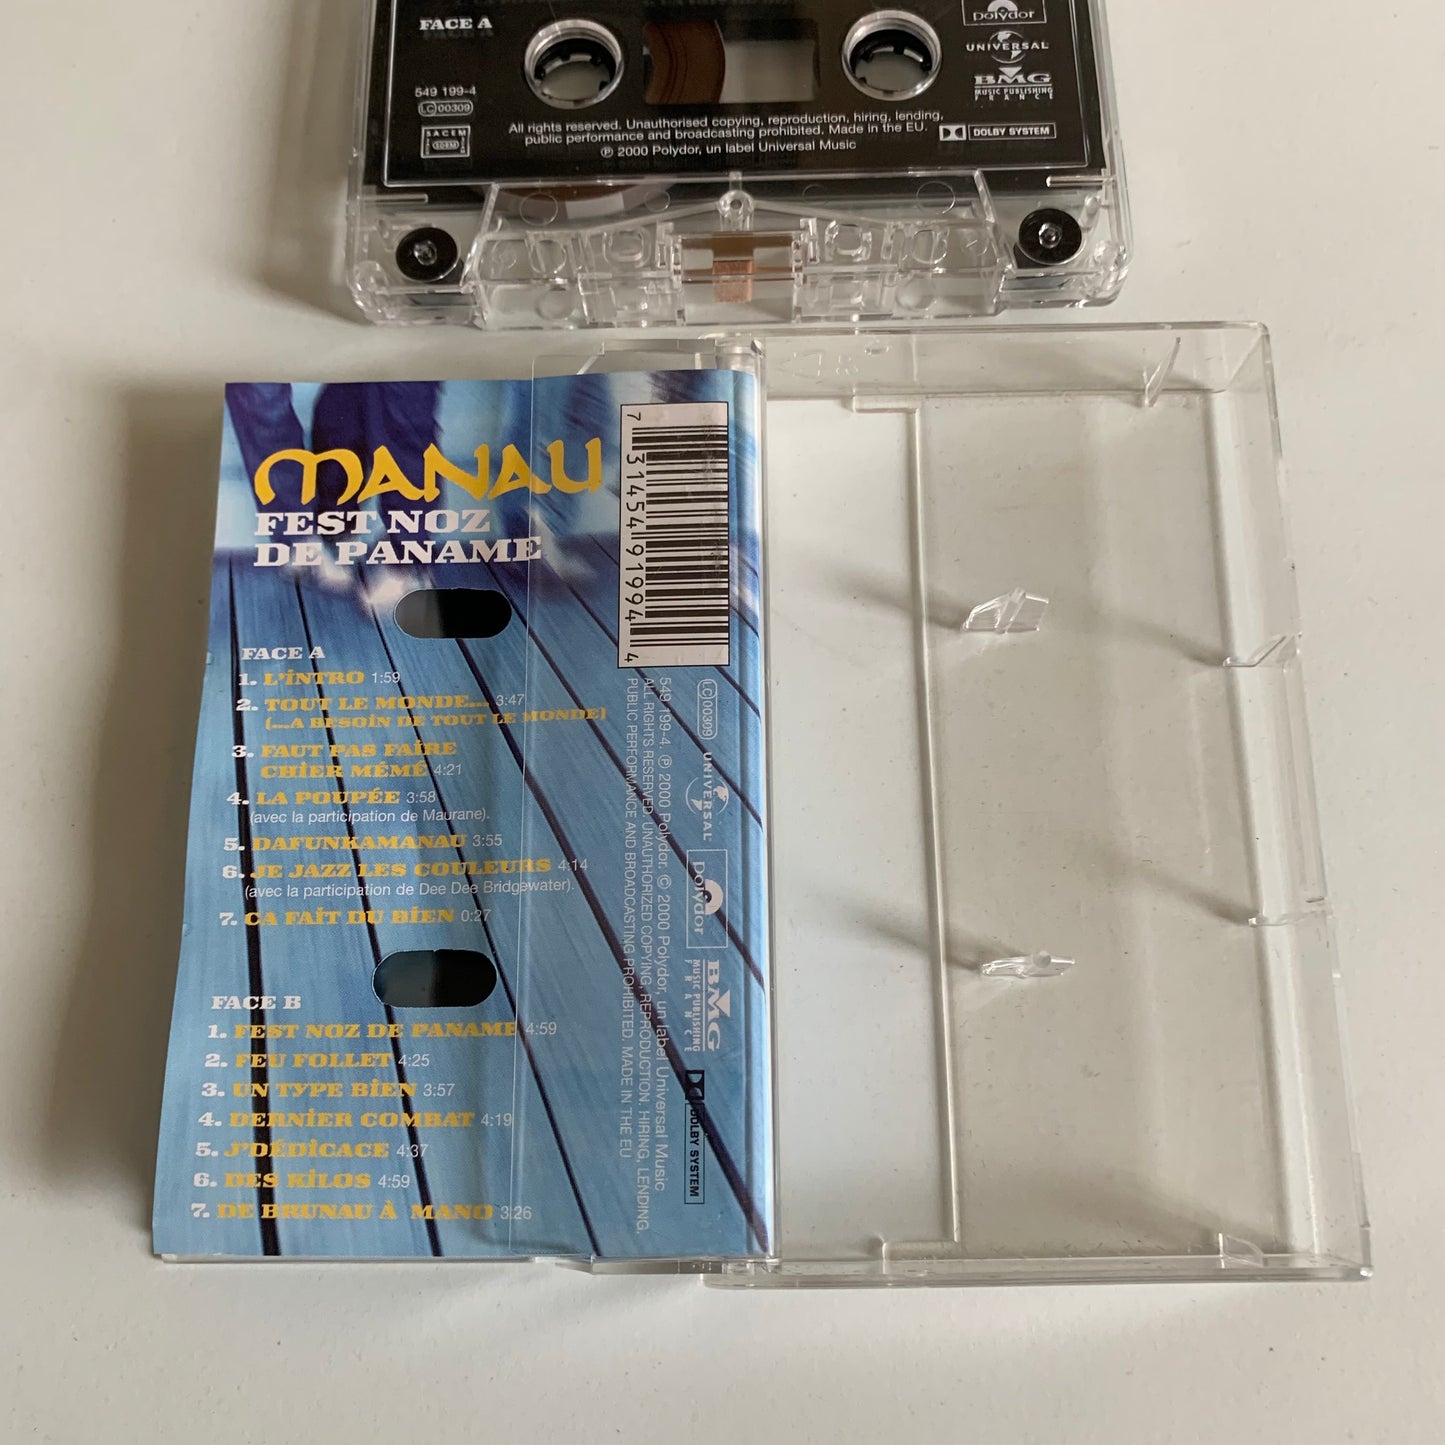 FACE A
549 199-4
LC 00309
SACEM
All rights reserved. Unauthorised copying, reproduction, hiring, lending,
public performance and broadcasting prohibited. Made in the EU.
℗ 2000 Polydor, un label Universal Music
polydor
UNIVERSAL
BMG
MUSIC PUBLISHING
FRANCE
DOLBY SYSTEM
MANAU
FEST NOZ
DE PANAME
FACE A
1. L'INTRO 1:59
2. TOUT LE MONDE... 3:47
(...A BESOIN DE TOUT LE MONDE)
3. FAUT PAS FAIRE
CHIER MÉMÉ 4:21
4. LA POUPÉE 3:58
(avec la participation de Maurane).
5. DAFUNKAMANAU 3:55
6. JE JAZZ LES COULEURS 4:14
(avec la participation de Dee Dee Bridgewater).
7. CA FAIT DU BIEN 0:27
FACE B
1. FEST NOZ DE PANAME 4:59
2. FEU FOLLET 4:25
3. UN TYPE BIEN 3:57
4. DERNIER COMBAT 4:19
5. J'DÉDICACE 4:37
6. DES KILOS 4:59
7. DE BRUNAU À MANO 3:26
7 31454 91994 4
LC 00309
UNIVERSAL
polydor
BMG
MUSIC PUBLISHING
FRANCE
DOLBY SYSTEM
549 199-4. ℗ 2000 Polydor. © 2000 Polydor, un label Universal Music
ALL RIGHTS RESERVED. UNAUTHORIZED COPYING, REPRODUCTION, HIRING, LENDING,
PUBLIC PERFORMANCE AND BROADCASTING PROHIBITED. MADE IN THE EU